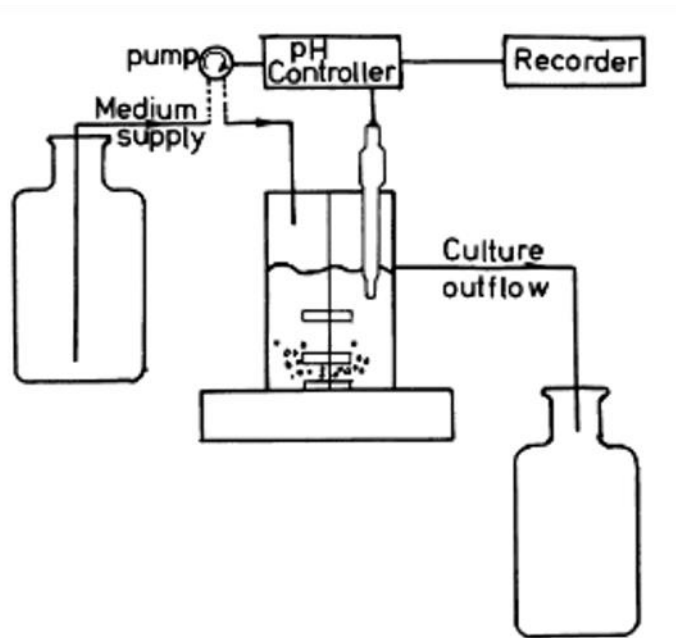 pump
pH
Controller
Recorder
Medium
supply
Culture
outflow